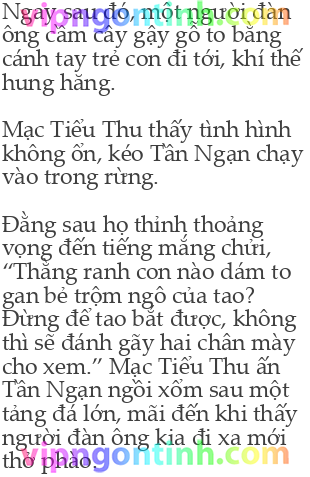 Ngay sau đó, một người đàn
ông cầm cây gậy gỗ to bằng
cánh tay trẻ con đi tới, khí thế
hung hăng.
Mạc Tiểu Thu thấy tình hình
không ổn, kéo Tần Ngạn chạy
vào trong rừng.
Đằng sau họ thỉnh thoảng
vọng đến tiếng mắng chửi,
“Thằng ranh con nào dám to
gan bẻ trộm ngô của tao?
Đừng để tao bắt được, không
thì sẽ đánh gãy hai chân mày
cho xem.” Mạc Tiểu Thu ấn
Tần Ngạn ngồi xổm sau một
tảng đá lớn, mãi đến khi thấy
người đàn ông kia đi xa mới
thở phào.
vipngontinh.com
vipngontinh.com
vipngontinh.com